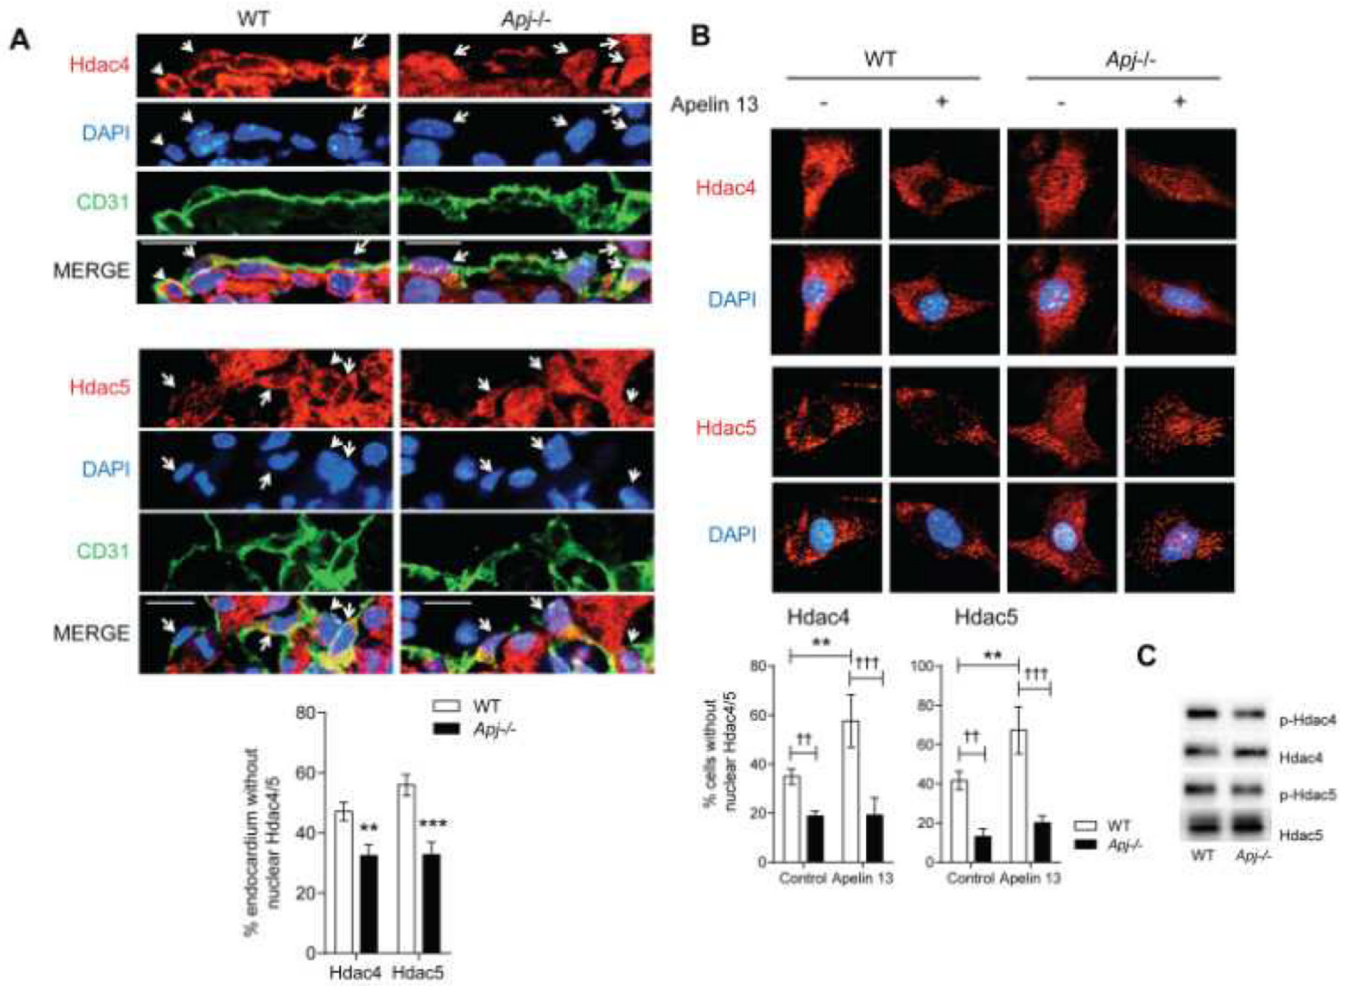 A
WT
Apj-/-
Hdac4
DAPI
CD31
MERGE
Hdac5
DAPI
CD31
MERGE
% endocardium without
nuclear Hdac4/5
80
60
40
20
0
WT
Apj-/-
**
***
Hdac4 Hdac5
B
WT
Apj-/-
Apelin 13 - + - +
Hdac4
DAPI
Hdac5
DAPI
Hdac4
% cells without
nuclear Hdac4/5
80
60
40
20
0
**
†††
††
Control Apelin 13
Hdac5
100
80
60
40
20
0
**
†††
††
Control Apelin 13
WT
Apj-/-
C
p-Hdac4
Hdac4
p-Hdac5
Hdac5
WT Apj-/-